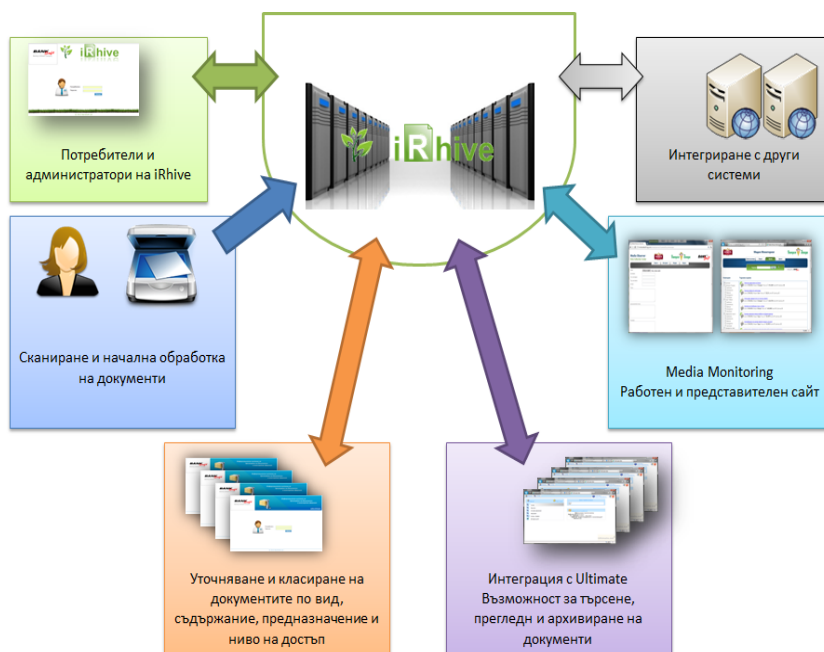 BANK
iRhive
Потребители и
администратори на iRhive
iRhive
Интегриране с други
системи
Сканиране и начална обработка
на документи
Media Monitoring
Работен и представителен сайт
Уточняване и класиране на
документите по вид,
съдържание, предназначение и
ниво на достъп
Интеграция с Ultimate
Възможност за търсене,
прегледн и архивиране на
документи